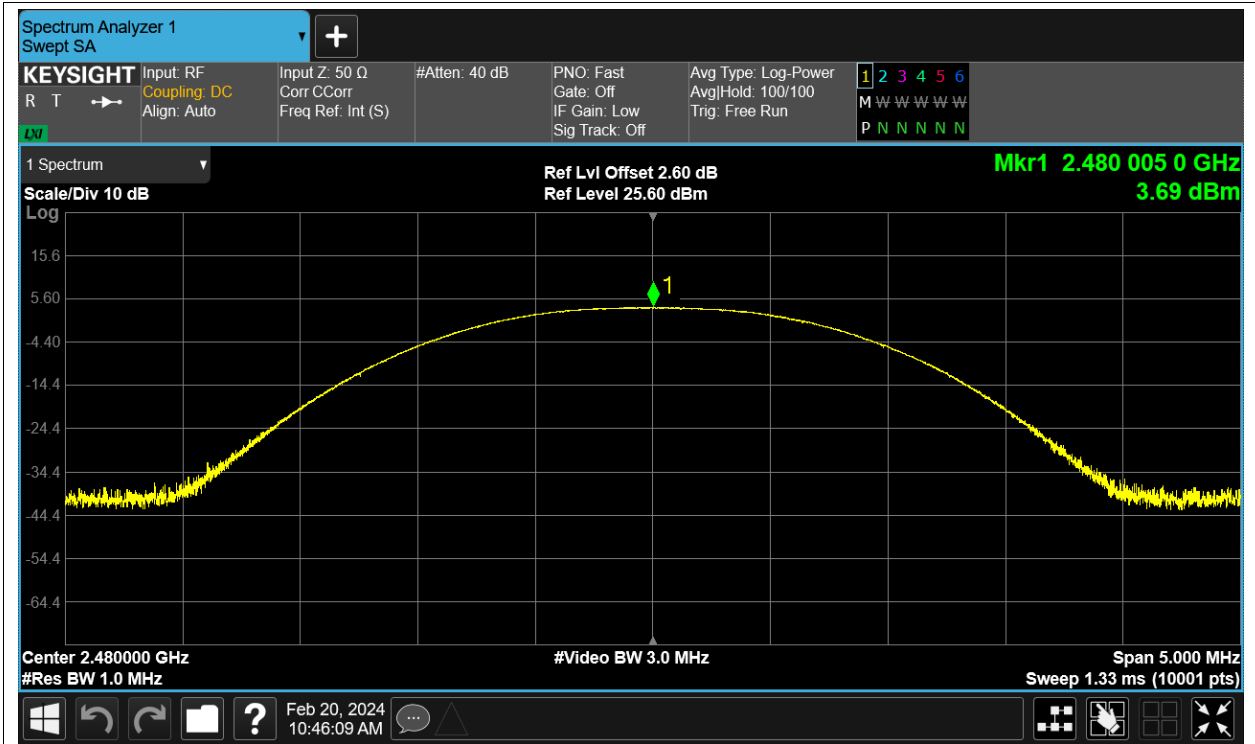 Spectrum Analyzer 1
Swept SA
KEYSIGHT
R T
LXI
Input: RF
Coupling: DC
Align: Auto
Input Z: 50 Ω
Corr CCorr
Freq Ref: Int (S)
#Atten: 40 dB
PNO: Fast
Gate: Off
IF Gain: Low
Sig Track: Off
Avg Type: Log-Power
Avg|Hold: 100/100
Trig: Free Run
1 2 3 4 5 6
M W W W W W
P N N N N N
1 Spectrum
Scale/Div 10 dB
Log
Ref Lvl Offset 2.60 dB
Ref Level 25.60 dBm
Mkr1 2.480 005 0 GHz
3.69 dBm
1
15.6
5.60
-4.40
-14.4
-24.4
-34.4
-44.4
-54.4
-64.4
Center 2.480000 GHz
#Res BW 1.0 MHz
#Video BW 3.0 MHz
Span 5.000 MHz
Sweep 1.33 ms (10001 pts)
?
Feb 20, 2024
10:46:09 AM